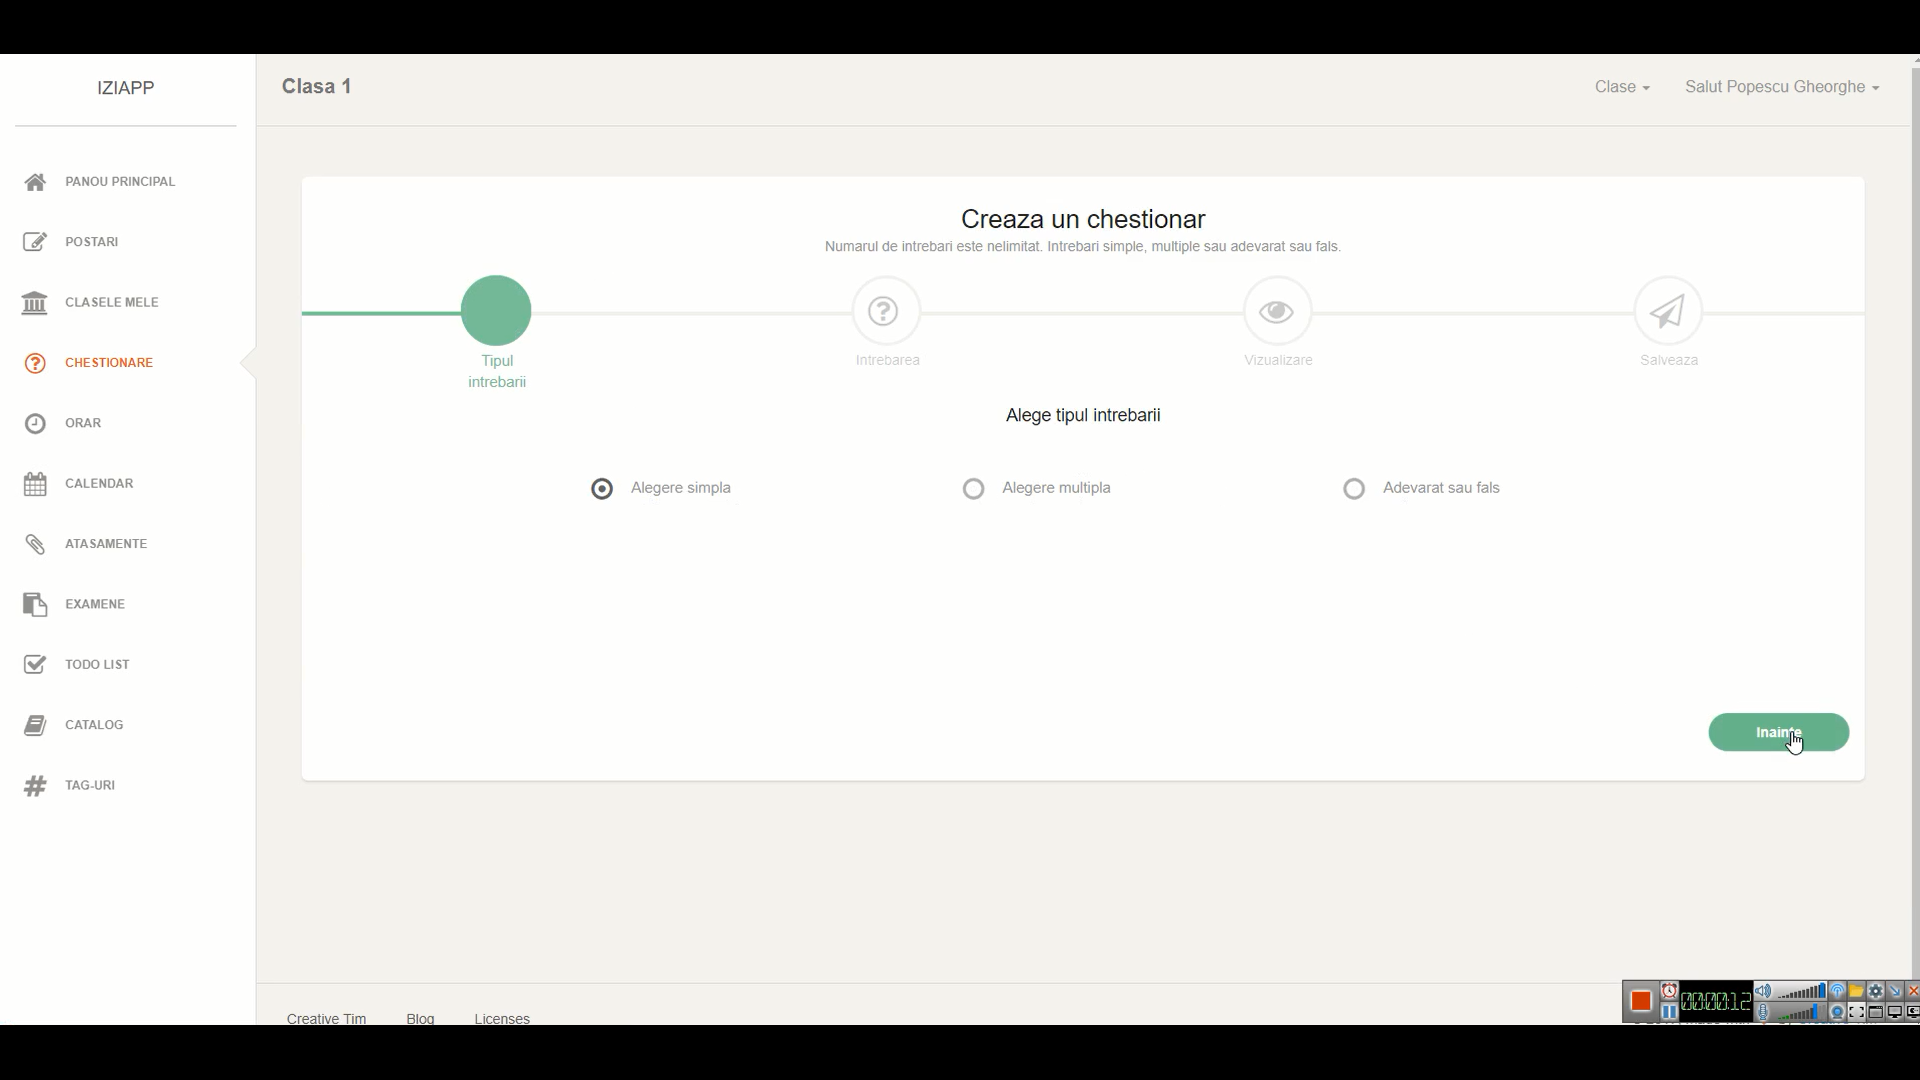 IZIAPP
Clasa 1
Clase
Salut Popescu Gheorghe
PANOU PRINCIPAL
POSTARI
CLASELE MELE
CHESTIONARE
ORAR
CALENDAR
ATASAMENTE
EXAMENE
TODO LIST
CATALOG
TAG-URI
Creaza un chestionar
Numarul de intrebari este nelimitat. Intrebari simple, multiple sau adevarat sau fals.
Tipul
intrebarii
Intrebarea
Vizualizare
Salveaza
Alege tipul intrebarii
Alegere simpla
Alegere multipla
Adevarat sau fals
Inainte
Creative Tim
Blog
Licenses